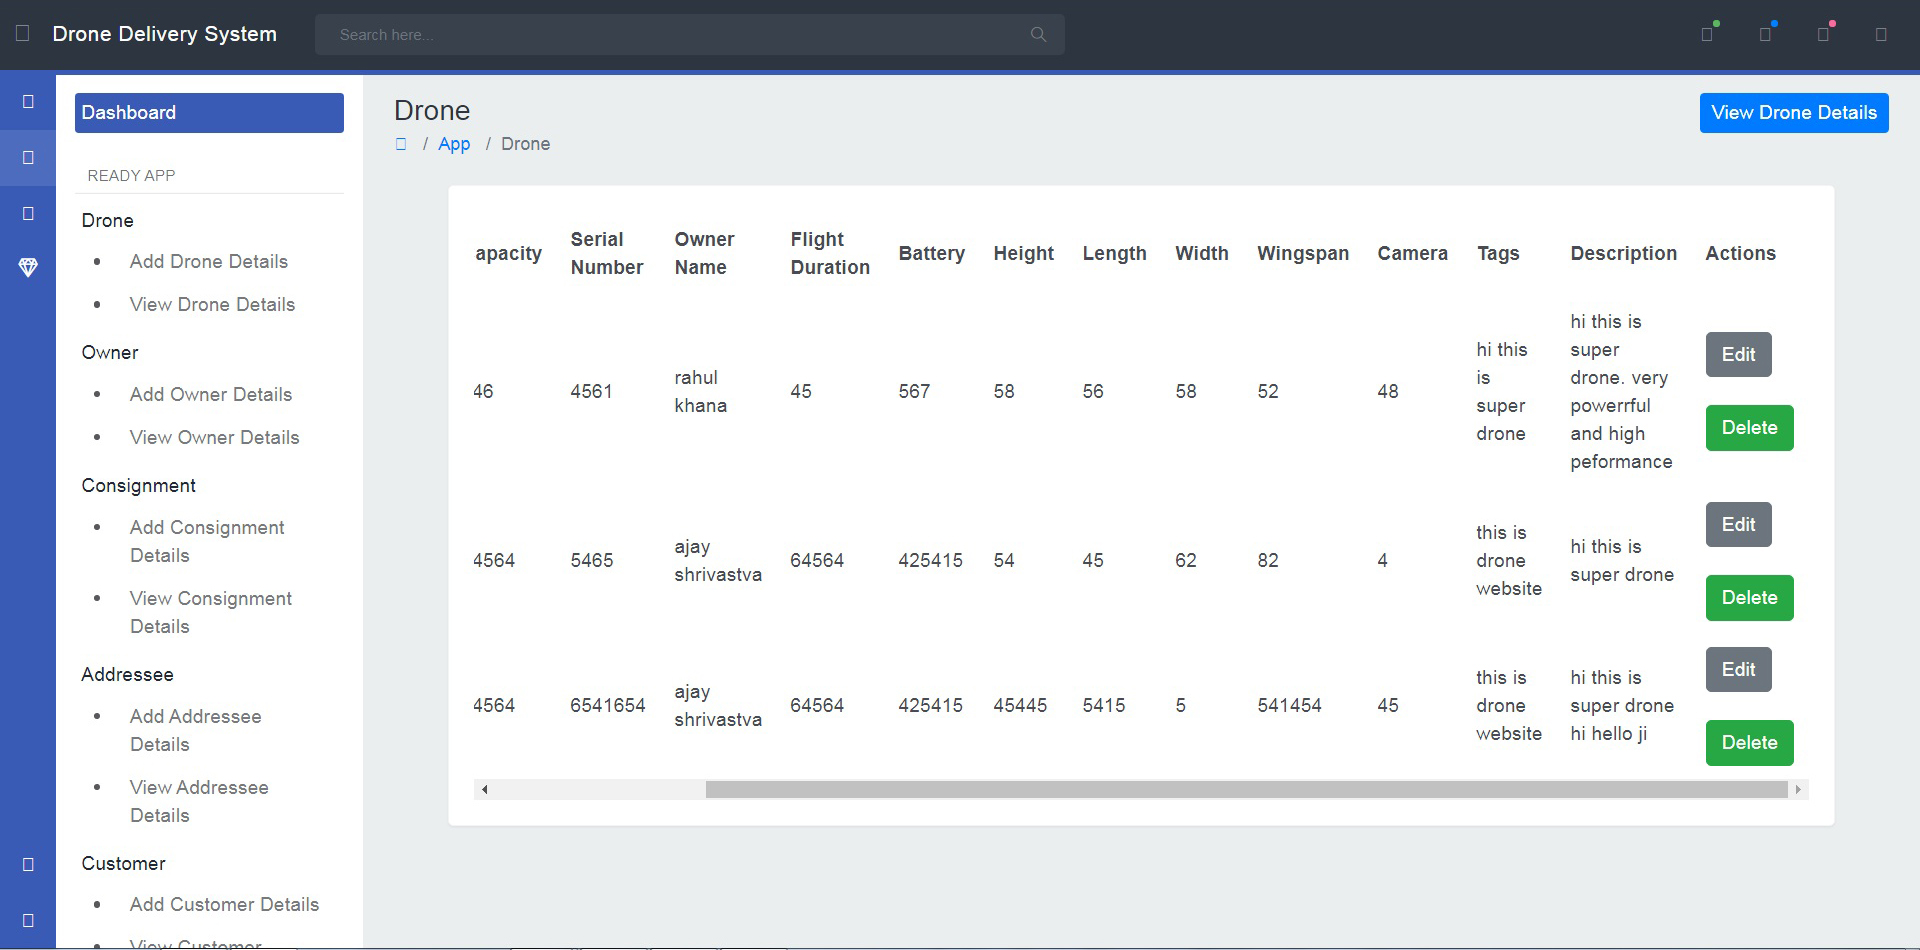 Drone Delivery System
Search here...
Dashboard
READY APP
Drone
Add Drone Details
View Drone Details
Owner
Add Owner Details
View Owner Details
Consignment
Add Consignment
Details
View Consignment
Details
Addressee
Add Addressee
Details
View Addressee
Details
Customer
Add Customer Details
View Customer
Drone
/ App / Drone
View Drone Details
apacity Serial Number Owner Name Flight Duration Battery Height Length Width Wingspan Camera Tags Description Actions
46 4561 rahul khana 45 567 58 56 58 52 48 hi this is super drone hi this is super drone. very powerrful and high peformance Edit Delete
4564 5465 ajay shrivastva 64564 425415 54 45 62 82 4 this is drone website hi this is super drone Edit Delete
4564 6541654 ajay shrivastva 64564 425415 45445 5415 5 541454 45 this is drone website hi this is super drone hi hello ji Edit Delete